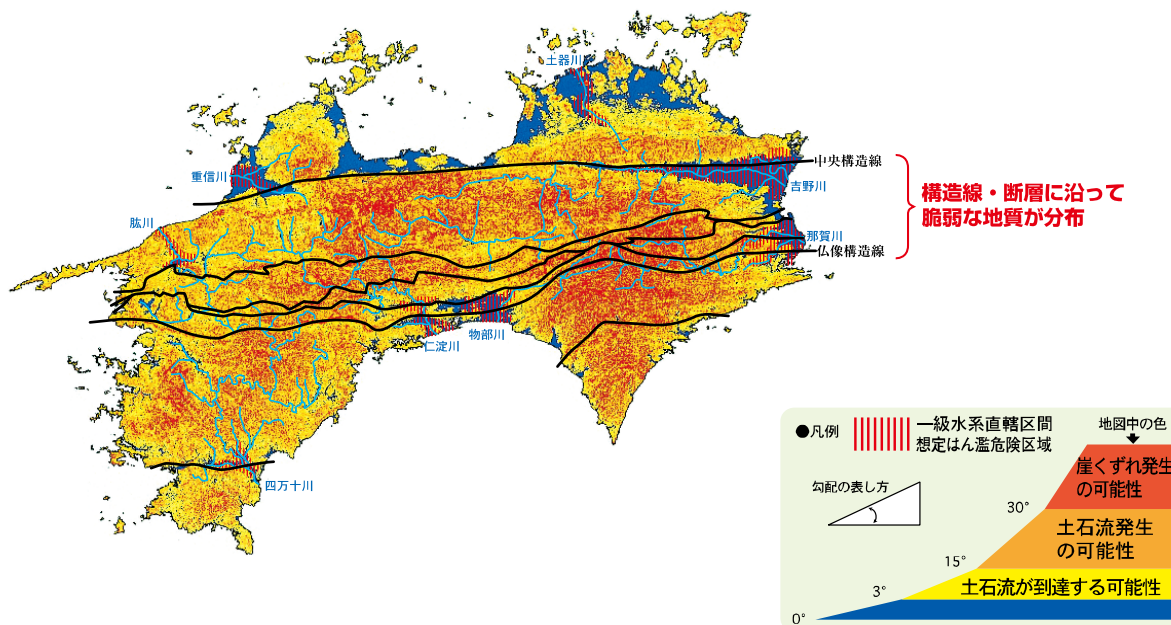 土器川
中央構造線
重信川
吉野川
構造線・断層に沿って
脆弱な地質が分布
肱川
那賀川
仏像構造線
物部川
仁淀川
四万十川
●凡例
一級水系直轄区間
想定はん濫危険区域
地図中の色
勾配の表し方
崖くずれ発生
の可能性
30°
土石流発生
の可能性
15°
土石流が到達する可能性
3°
0°